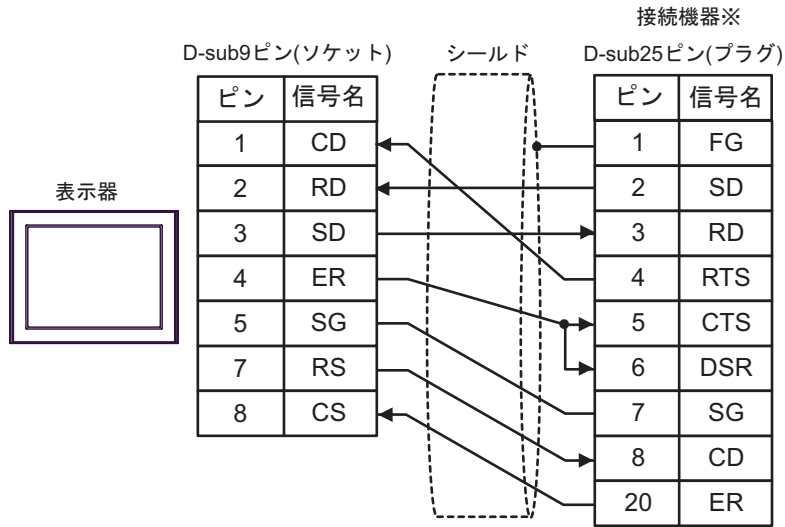 接続機器※
D-sub9ピン(ソケット) シールド D-sub25ピン(プラグ)
ピン 信号名 ピン 信号名
1 CD 1 FG
2 RD 2 SD
表示器
3 SD 3 RD
4 ER 4 RTS
5 SG 5 CTS
7 RS 6 DSR
8 CS 7 SG
8 CD
20 ER